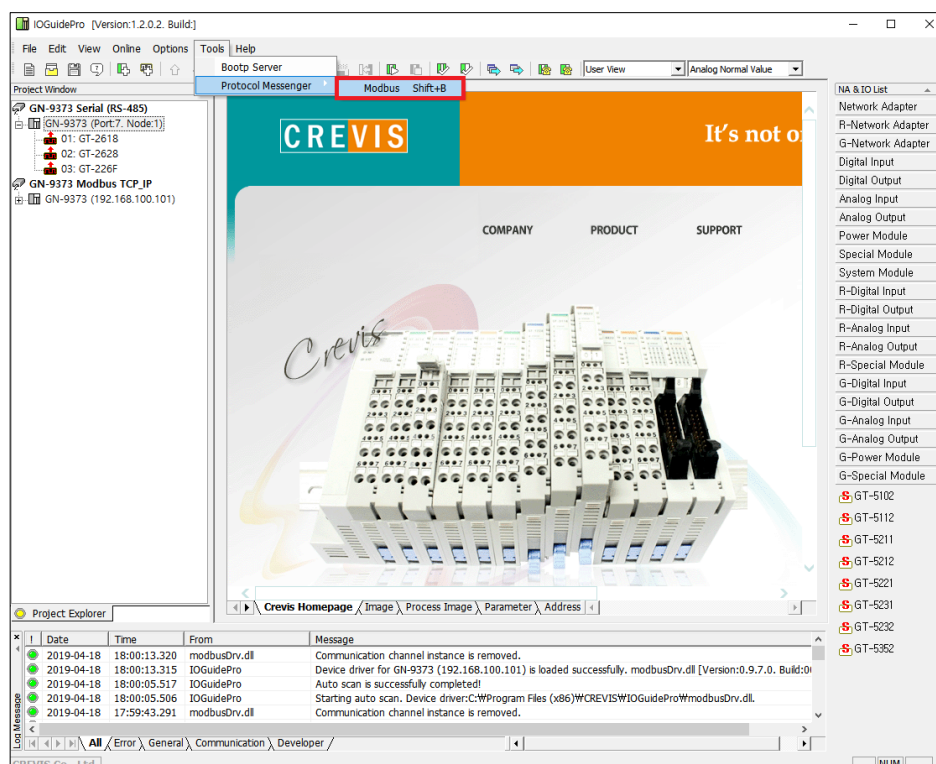 IOGuidePro [Version:1.2.0.2. Build:]
File Edit View Online Options Tools Help
Bootp Server
Protocol Messenger
Modbus Shift+B
User View
Analog Normal Value
Project Window
GN-9373 Serial (RS-485)
GN-9373 (Port:7. Node:1)
01: GT-2618
02: GT-2628
03: GT-226F
GN-9373 Modbus TCP_IP
GN-9373 (192.168.100.101)
Project Explorer
CREVIS
It's not o
COMPANY PRODUCT SUPPORT
Crevis
Crevis Homepage Image Process Image Parameter Address
NA & IO List
Network Adapter
R-Network Adapter
G-Network Adapter
Digital Input
Digital Output
Analog Input
Analog Output
Power Module
Special Module
System Module
R-Digital Input
R-Digital Output
R-Analog Input
R-Analog Output
R-Special Module
G-Digital Input
G-Digital Output
G-Analog Input
G-Analog Output
G-Power Module
G-Special Module
GT-5102
GT-5112
GT-5211
GT-5212
GT-5221
GT-5231
GT-5232
GT-5352
! Date Time From Message
2019-04-18 18:00:13.320 modbusDrv.dll Communication channel instance is removed.
2019-04-18 18:00:13.315 IOGuidePro Device driver for GN-9373 (192.168.100.101) is loaded successfully. modbusDrv.dll [Version:0.9.7.0. Build:0
2019-04-18 18:00:05.517 IOGuidePro Auto scan is successfully completed!
2019-04-18 18:00:05.506 IOGuidePro Starting auto scan. Device driver:C:₩Program Files (x86)₩CREVIS₩IOGuidePro₩modbusDrv.dll.
2019-04-18 17:59:43.291 modbusDrv.dll Communication channel instance is removed.
Log Message
All Error General Communication Developer
CREVIS Co., Ltd
NUM